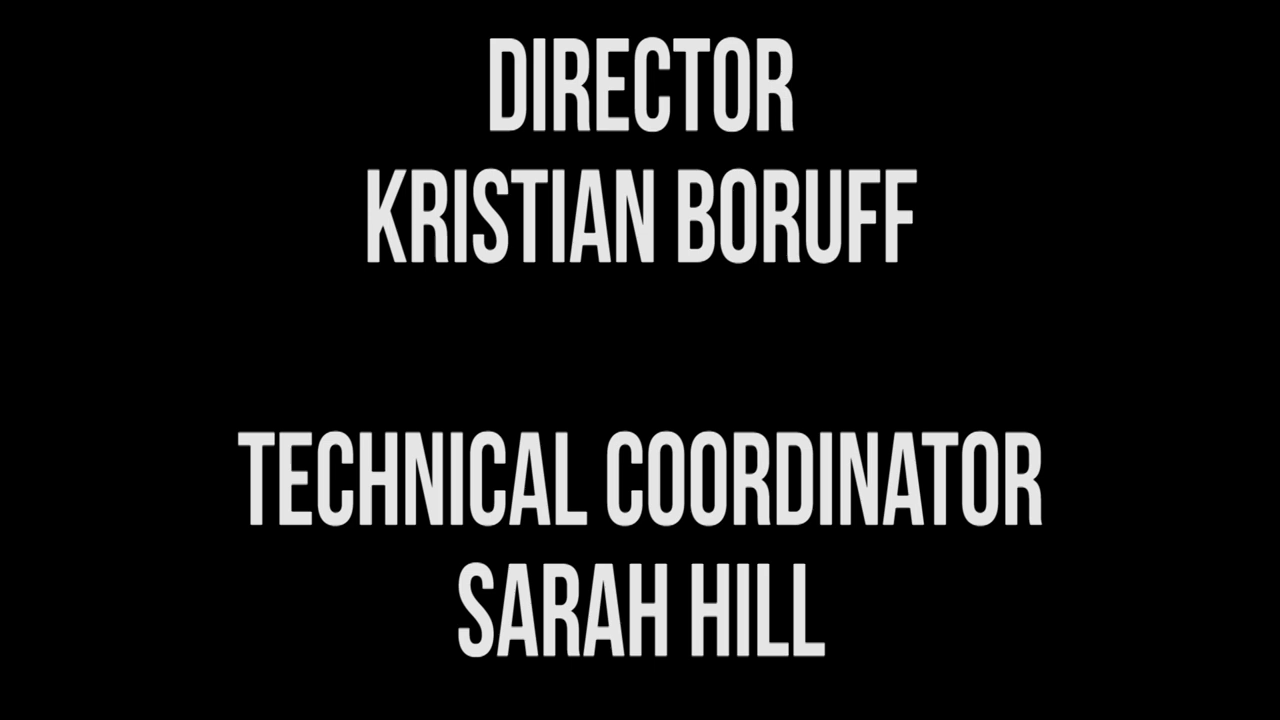 DIRECTOR
KRISTIAN BORUFF
TECHNICAL COORDINATOR
SARAH HILL